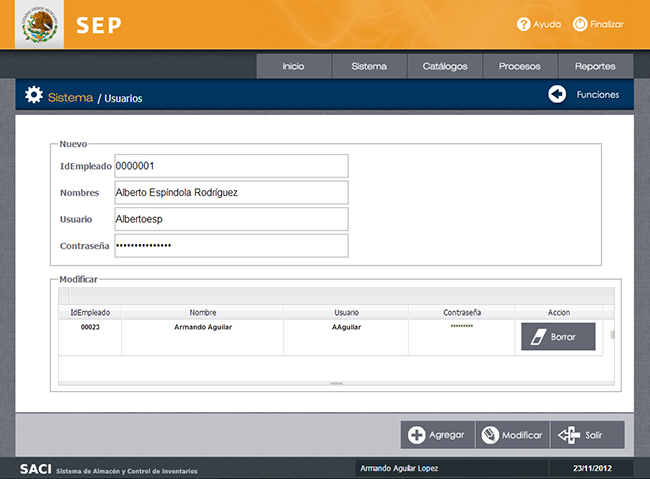 SEP
Ayuda Finalizar
Inicio Sistema Catálogos Procesos Reportes
Sistema / Usuarios Funciones
Nuevo
IdEmpleado 0000001
Nombres Alberto Espíndola Rodríguez
Usuario Albertoesp
Contraseña •••••••••••••••
Modificar
IdEmpleado Nombre Usuario Contraseña Accion
00023 Armando Aguilar AAguilar ********* Borrar
Agregar Modificar Salir
SACI Sistema de Almacén y Control de Inventarios Armando Aguilar Lopez 23/11/2012